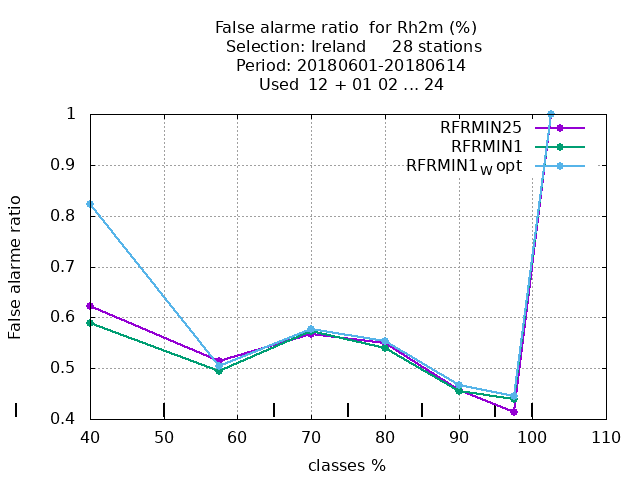 False alarme ratio  for Rh2m (%)
Selection: Ireland     28 stations
Period: 20180601-20180614
Used  12 + 01 02 ... 24
RFRMIN25
RFRMIN1
RFRMIN1W opt
False alarme ratio
1
0.9
0.8
0.7
0.6
0.5
0.4
40 50 60 70 80 90 100 110
classes %